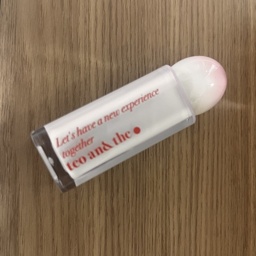 Let's have a new experience
together
teo and. the